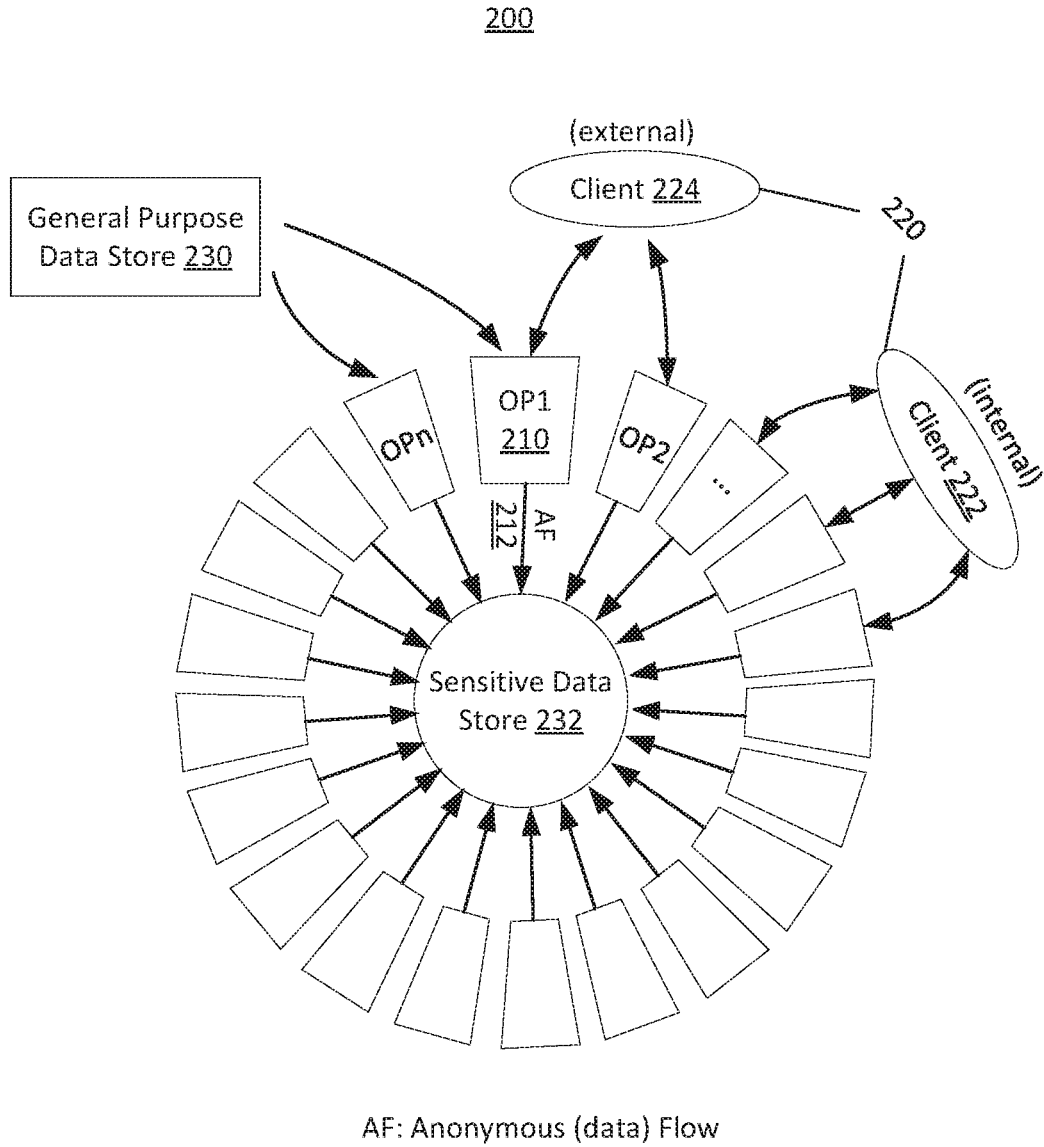 200
(external)
Client 224
220
General Purpose
Data Store 230
(internal)
Client 222
OPn
OP1
210
OP2
...
AF
212
Sensitive Data
Store 232
AF: Anonymous (data) Flow